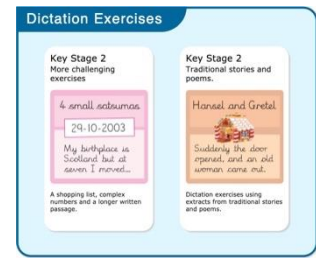 Dictation Exercises
Key Stage 2
More challenging
exercises
4 small satsumas
29-10-2003
My birthplace is
Scotland but at
seven I moved...
A shopping list, complex
numbers and a longer written
passage.
Key Stage 2
Traditional stories and
poems.
Hansel and Gretel
Suddenly the door
opened, and an old
woman came out.
Dictation exercises using
extracts from traditional stories
and poems.